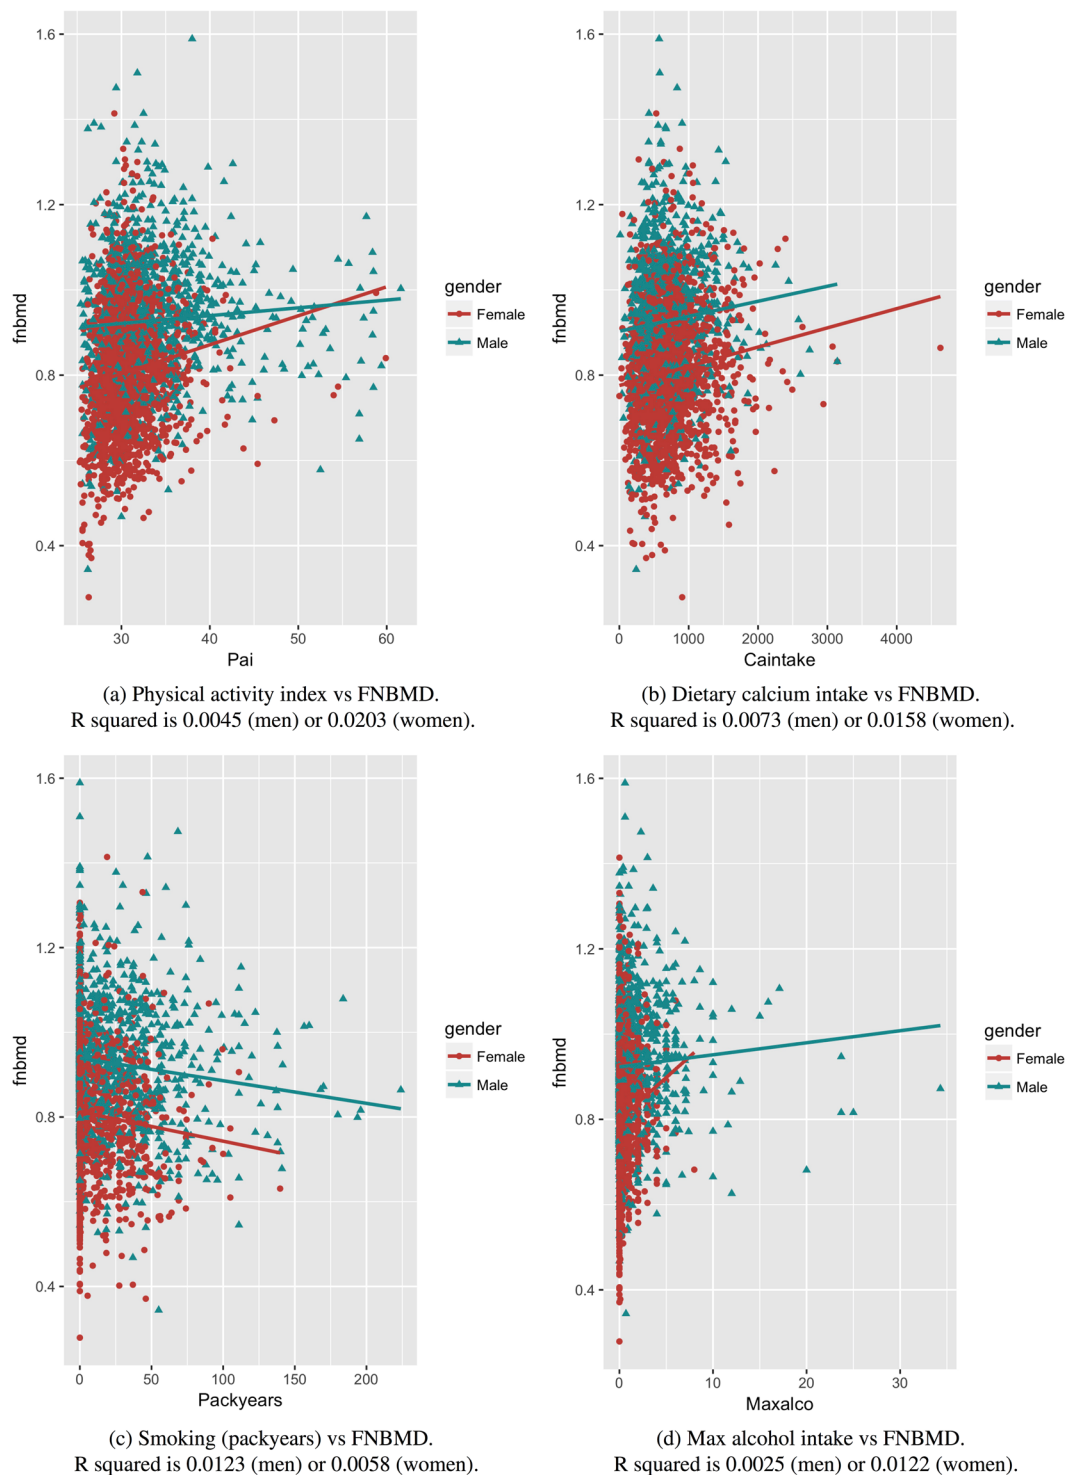 1.6
1.2
0.8
0.4
fnbmd
30
40
50
60
Pai
gender
Female
Male
(a) Physical activity index vs FNBMD.
R squared is 0.0045 (men) or 0.0203 (women).
1.6
1.2
0.8
0.4
fnbmd
0
1000
2000
3000
4000
Caintake
gender
Female
Male
(b) Dietary calcium intake vs FNBMD.
R squared is 0.0073 (men) or 0.0158 (women).
1.6
1.2
0.8
0.4
fnbmd
0
50
100
150
200
Packyears
gender
Female
Male
(c) Smoking (packyears) vs FNBMD.
R squared is 0.0123 (men) or 0.0058 (women).
1.6
1.2
0.8
0.4
fnbmd
0
10
20
30
Maxalco
gender
Female
Male
(d) Max alcohol intake vs FNBMD.
R squared is 0.0025 (men) or 0.0122 (women).